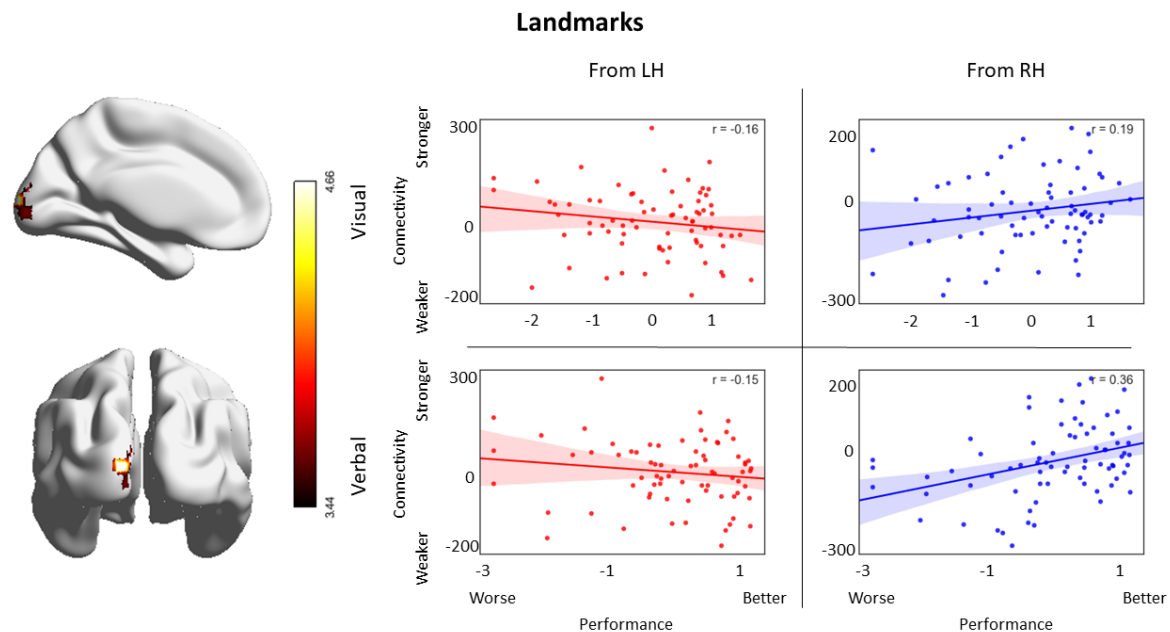 Landmarks
From LH
From RH
4.66
3.44
Visual
Verbal
Stronger
Connectivity
Weaker
300
0
-200
r = -0.16
-2 -1 0 1
200
0
-300
r = 0.19
-2 -1 0 1
Stronger
Connectivity
Weaker
300
0
-200
r = -0.15
-3 -1 1
Worse Better
Performance
200
0
-300
r = 0.36
-3 -1 1
Worse Better
Performance